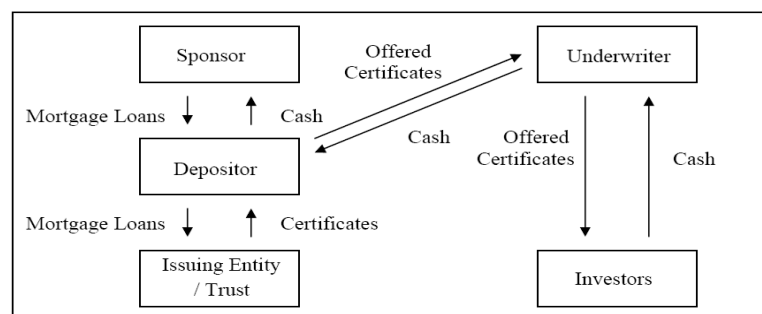 Sponsor
Offered
Certificates
Underwriter
Mortgage Loans
Cash
Cash
Offered
Certificates
Cash
Depositor
Mortgage Loans
Certificates
Issuing Entity
/ Trust
Investors